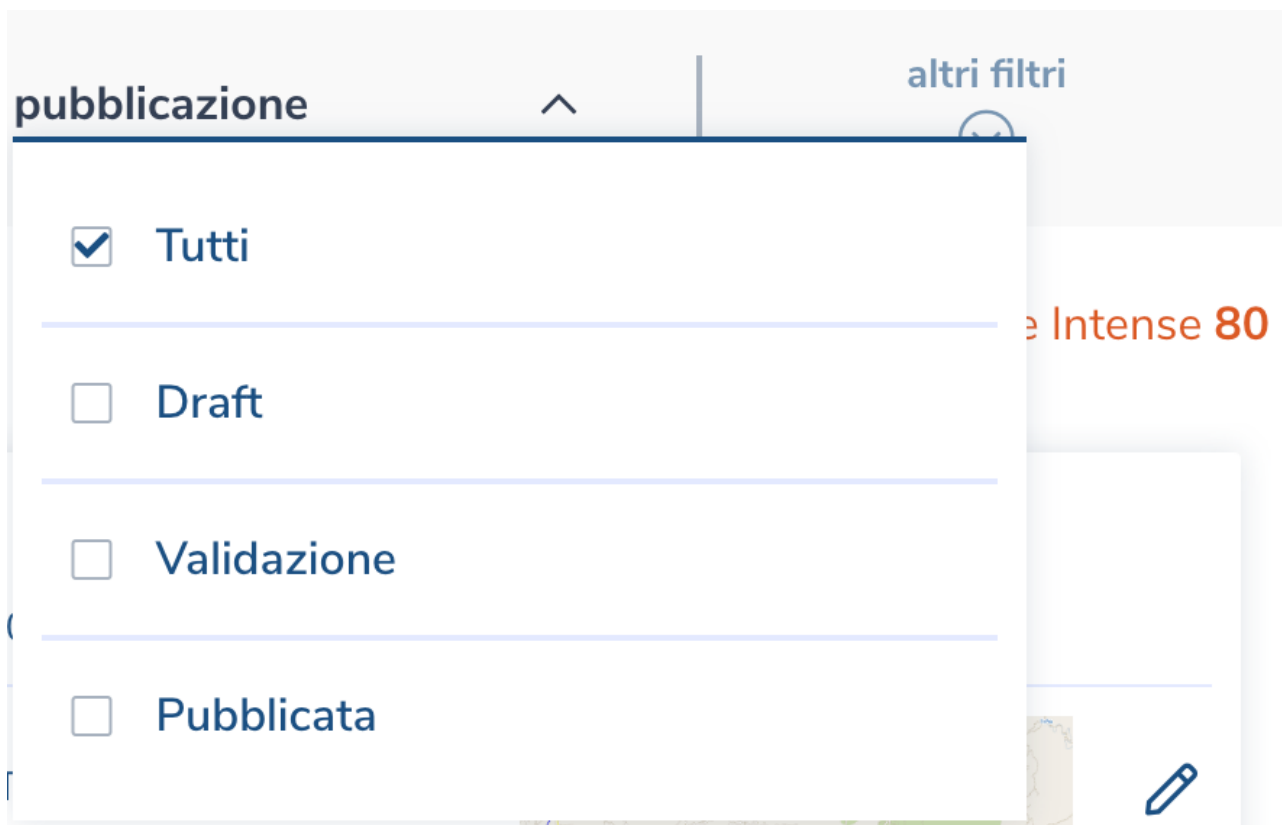 altri filtri
pubblicazione
Tutti
e Intense 80
Draft
Validazione
Pubblicata